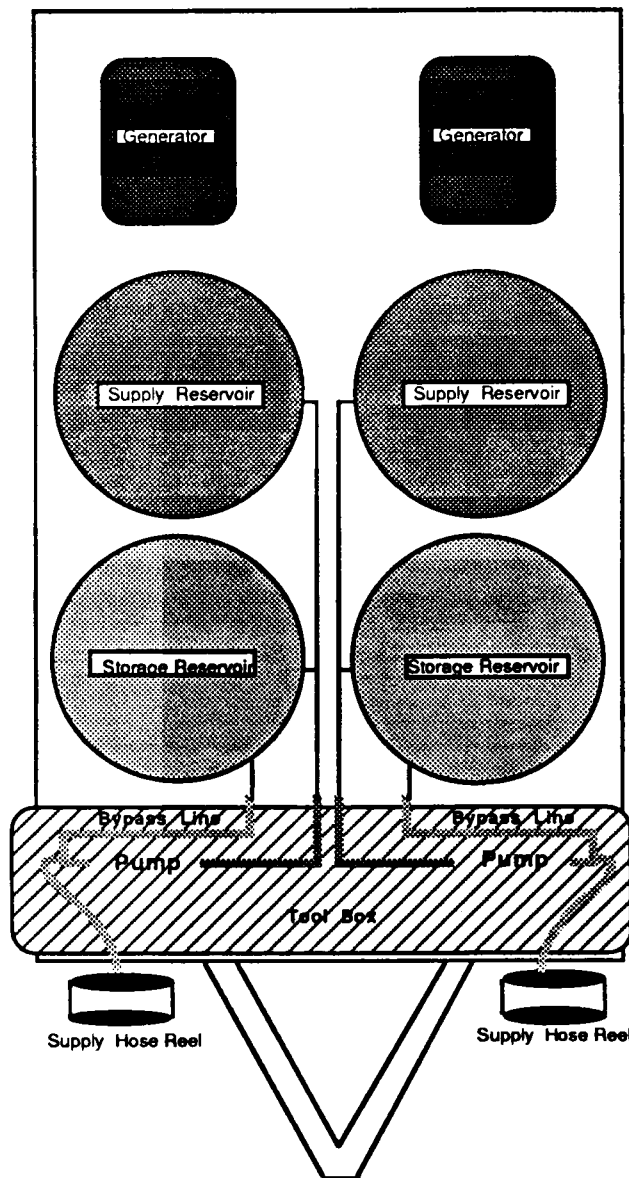 Generator
Generator
Supply Reservoir
Supply Reservoir
Storage Reservoir
Storage Reservoir
Bypass Line
Bypass Line
Pump
Pump
Tool Box
Supply Hose Reel
Supply Hose Reel